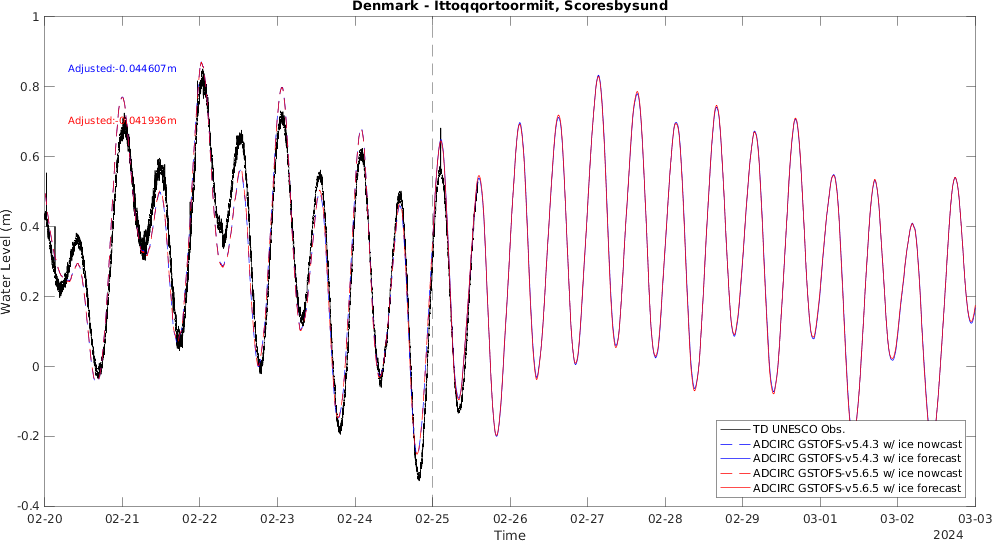 Denmark - Ittoqqortoormiit, Scoresbysund
Adjusted:-0.044607m
Adjusted:-0.041936m
Water Level (m)
1
0.8
0.6
0.4
0.2
0
-0.2
-0.4
TD UNESCO Obs.
ADCIRC GSTOFS-v5.4.3 w/ ice nowcast
ADCIRC GSTOFS-v5.4.3 w/ ice forecast
ADCIRC GSTOFS-v5.6.5 w/ ice nowcast
ADCIRC GSTOFS-v5.6.5 w/ ice forecast
02-20 02-21 02-22 02-23 02-24 02-25 02-26 02-27 02-28 02-29 03-01 03-02 03-03
Time
2024